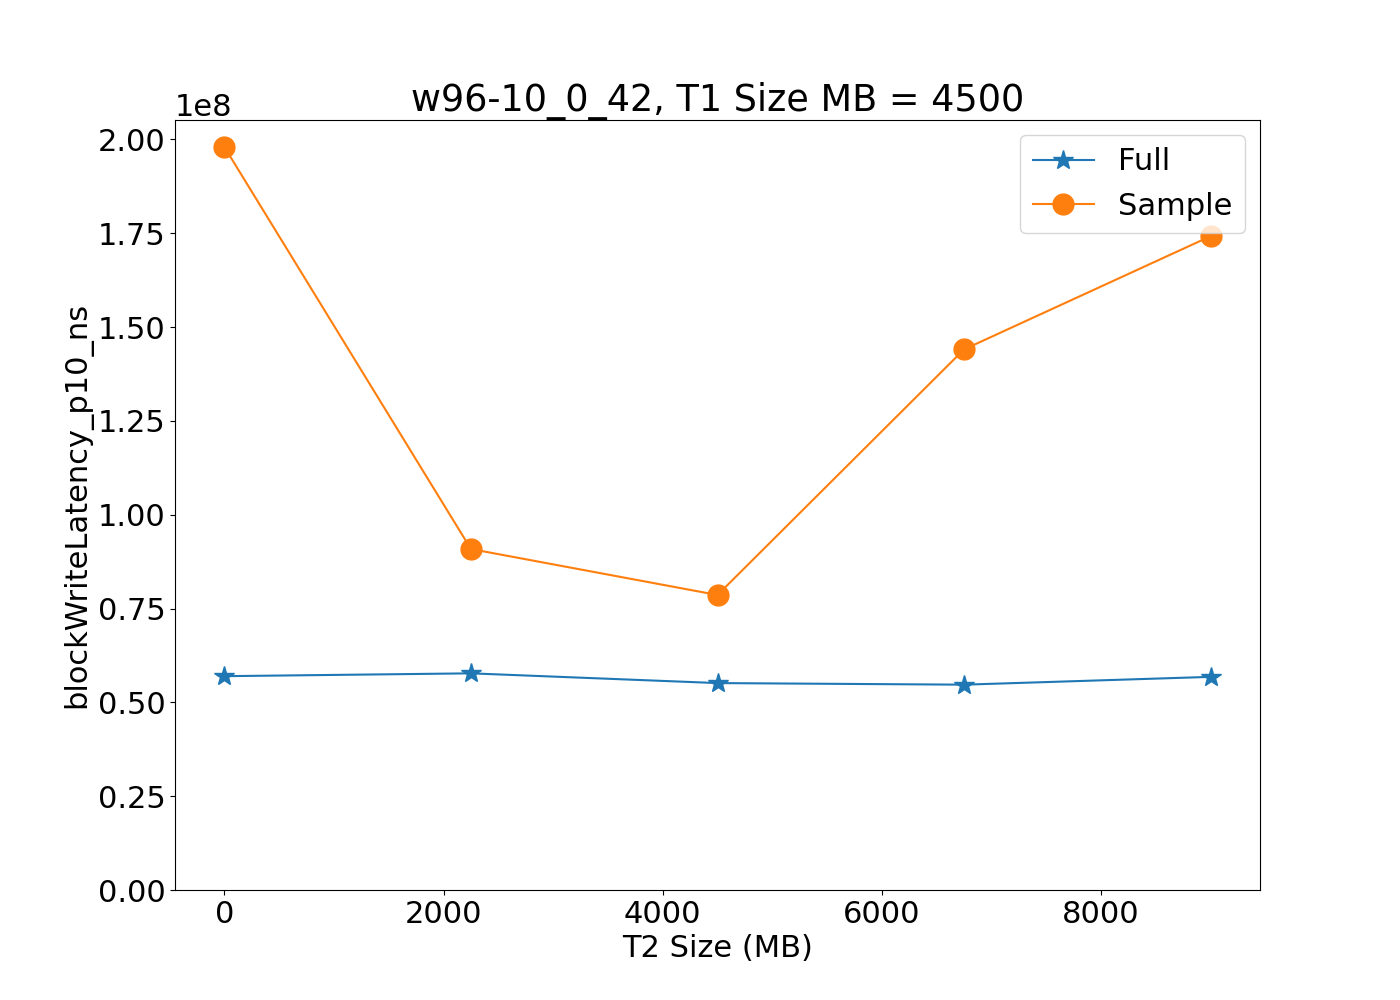 w96-10_0_42, T1 Size MB = 4500
1e8
Full
Sample
2.00
1.75
1.50
1.25
1.00
0.75
0.50
0.25
0.00
blockWriteLatency_p10_ns
0 2000 4000 6000 8000
T2 Size (MB)